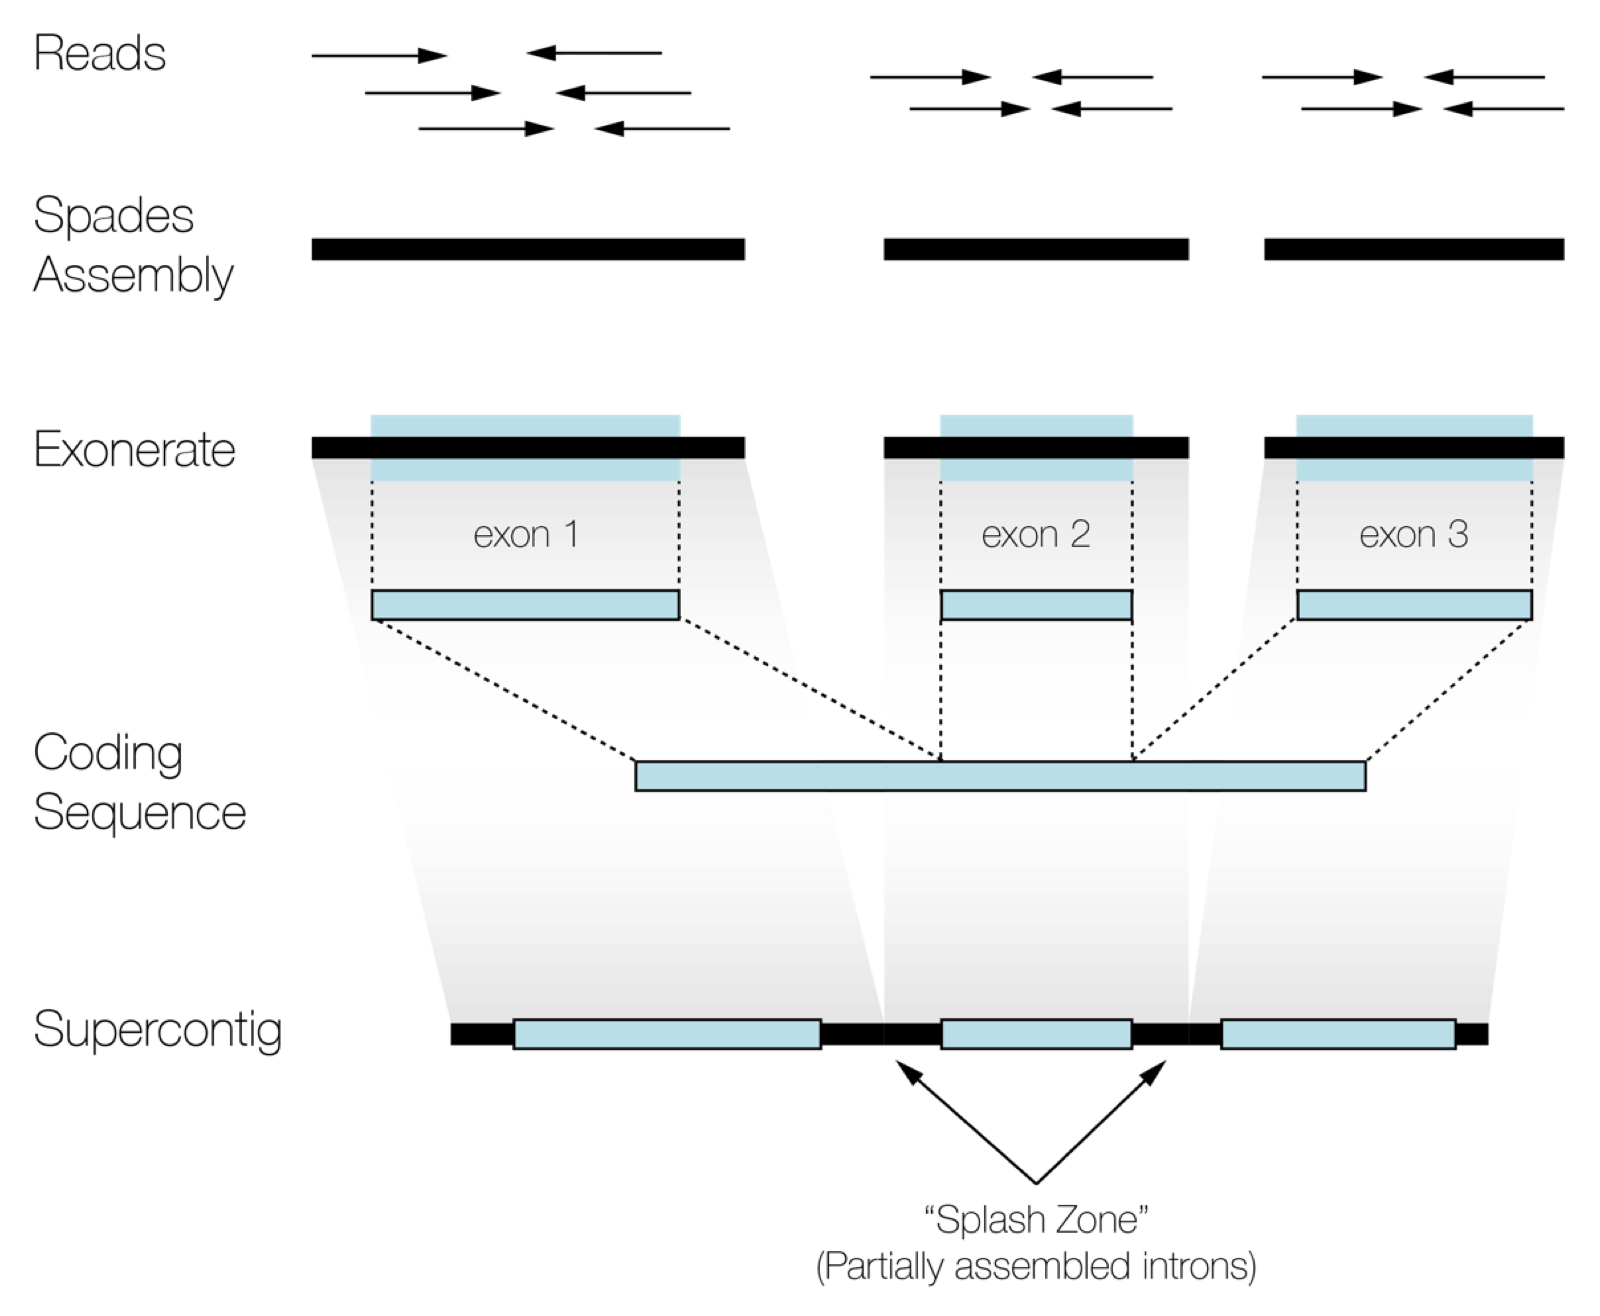 Reads
Spades
Assembly
Exonerate
exon 1
exon 2
exon 3
Coding
Sequence
Supercontig
“Splash Zone”
(Partially assembled introns)